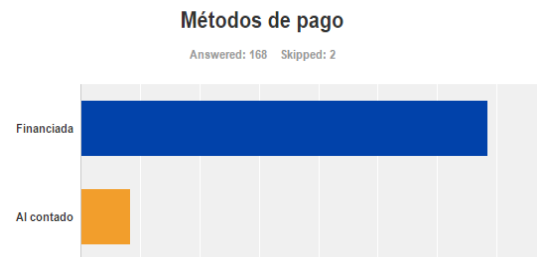 Métodos de pago
Answered: 168 Skipped: 2
Financiada
Al contado